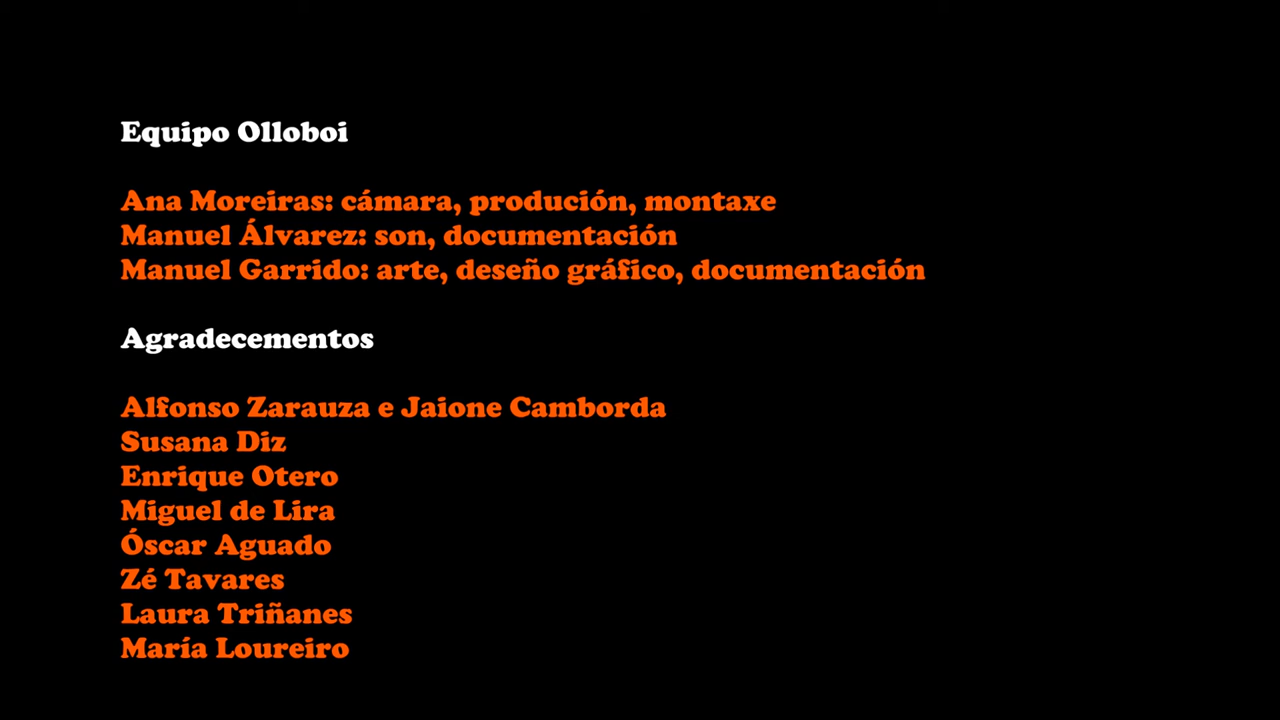 Equipo Olloboi
Ana Moreiras: cámara, produción, montaxe
Manuel Álvarez: son, documentación
Manuel Garrido: arte, deseño gráfico, documentación
Agradecementos
Alfonso Zarauza e Jaione Camborda
Susana Diz
Enrique Otero
Miguel de Lira
Óscar Aguado
Zé Tavares
Laura Triñanes
María Loureiro